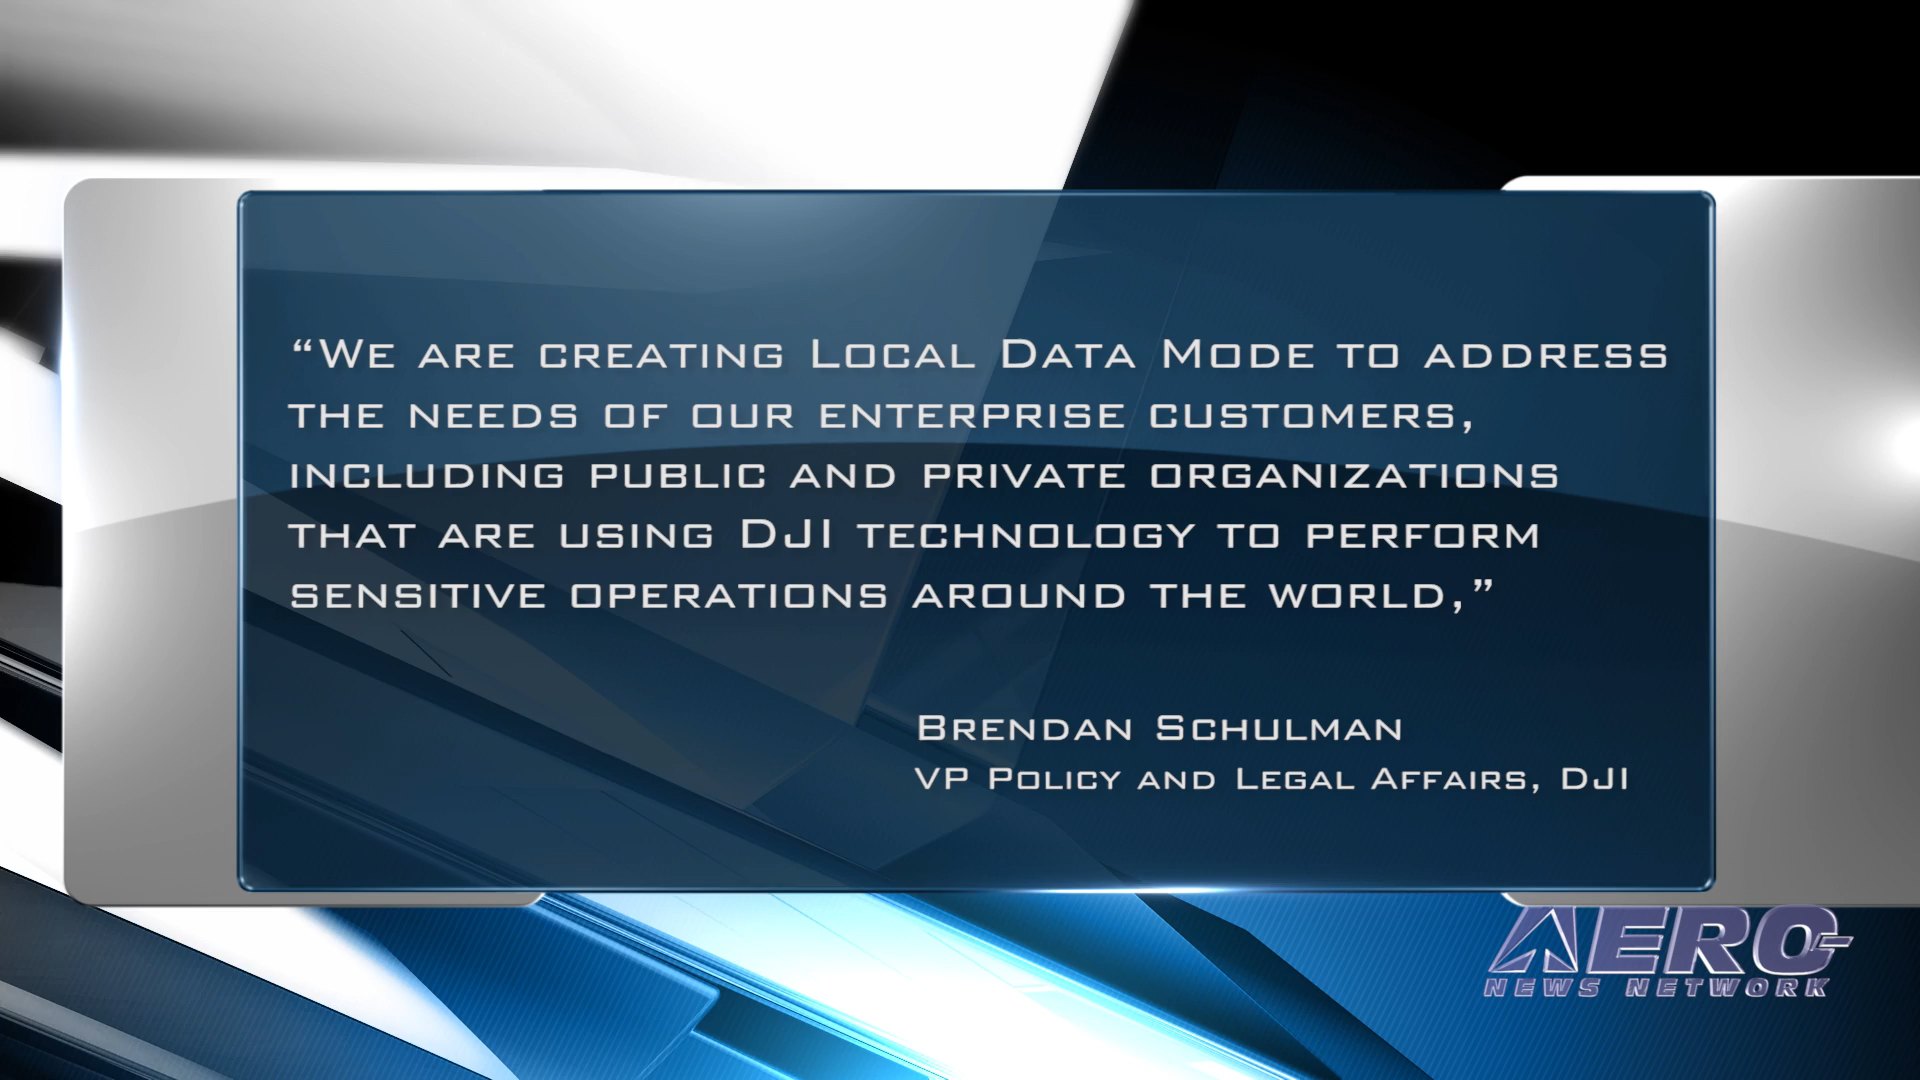 “We are creating Local Data Mode to address
the needs of our enterprise customers,
including public and private organizations
that are using DJI technology to perform
sensitive operations around the world,”
Brendan Schulman
VP Policy and Legal Affairs, DJI
AERO-
NEWS NETWORK